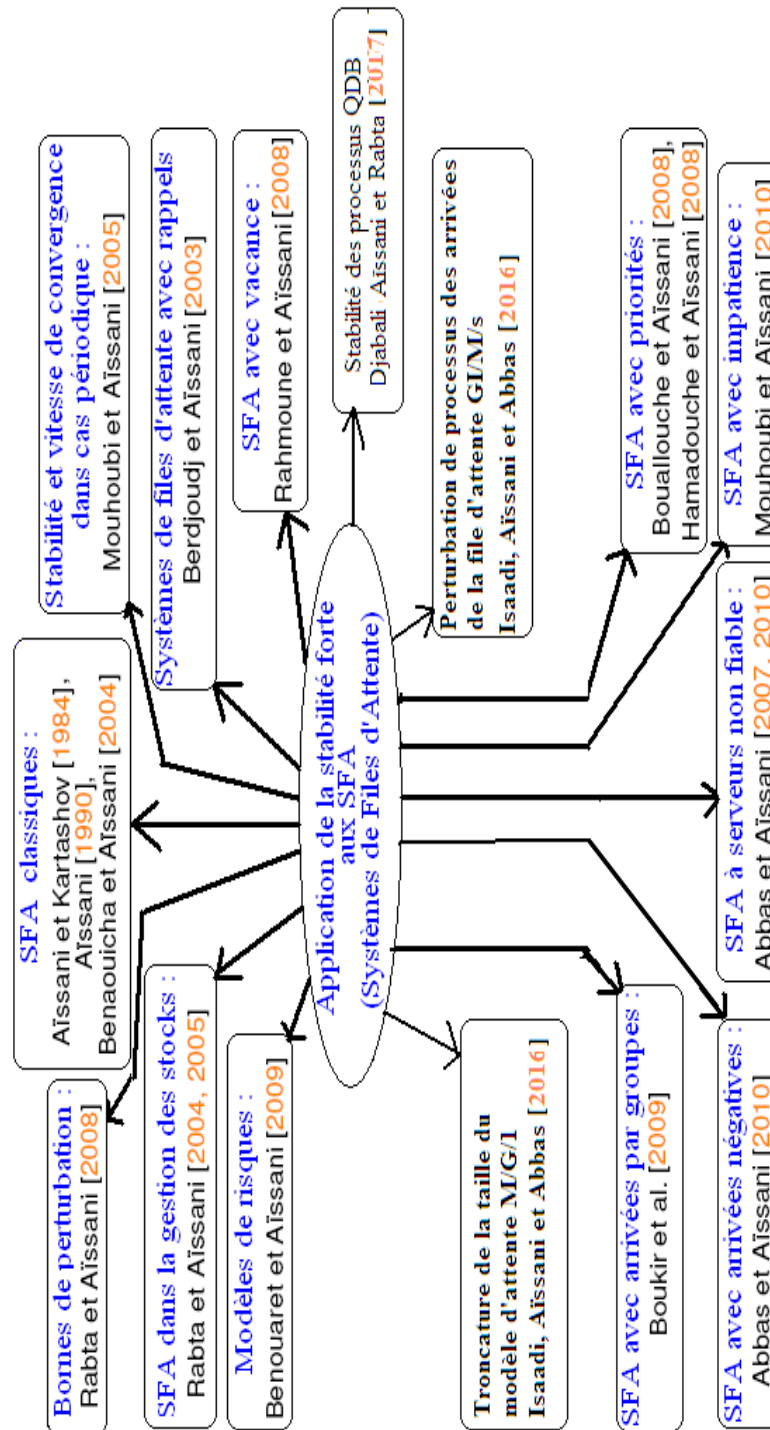 SFA classiques :
Aïssani et Kartashov [1984],
Aïssani [1990],
Benaouicha et Aïssani [2004]
Bornes de perturbation :
Rabta et Aïssani [2008]
Stabilité et vitesse de convergence
dans cas périodique :
Mouhoubi et Aïssani [2005]
SFA dans la gestion des stocks :
Rabta et Aïssani [2004, 2005]
Systèmes de files d'attente avec rappels
Berdjoudj et Aïssani [2003]
Modèles de risques :
Benouaret et Aïssani [2009]
SFA avec vacance :
Rahmoune et Aïssani [2008]
Application de la stabilité forte
aux SFA
(Systèmes de Files d'Attente)
Stabilité des processus QDB
Djabali Aïssani et Rabta [2017]
Troncature de la taille du
modèle d'attente M/G/1
Isaadi, Aïssani et Abbas [2016]
Perturbation de processus des arrivées
de la file d'attente GI/M/s
Isaadi, Aïssani et Abbas [2016]
SFA avec arrivées par groupes :
Boukir et al. [2009]
SFA avec priorités :
Bouallouche et Aïssani [2008],
Hamadouche et Aïssani [2008]
SFA avec arrivées négatives :
Abbas et Aïssani [2010]
SFA à serveurs non fiable :
Abbas et Aïssani [2007, 2010]
SFA avec impatience :
Mouhoubi et Aïssani [2010]